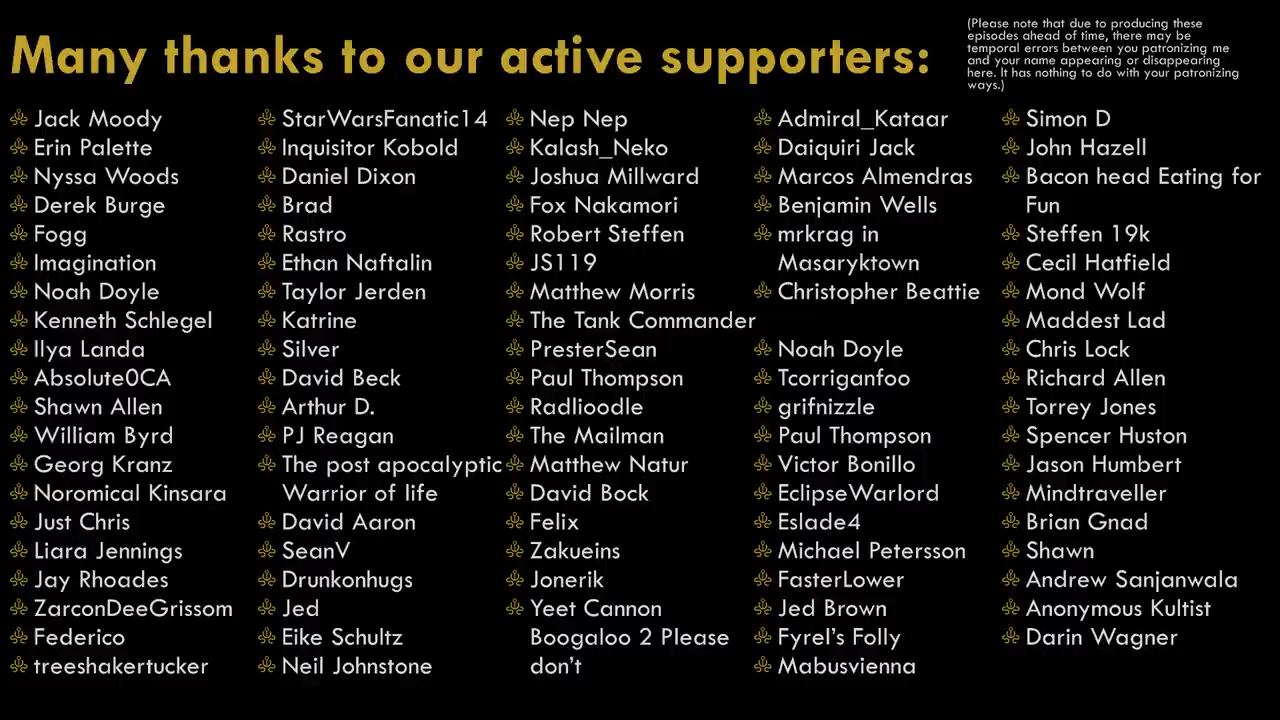 Many thanks to our active supporters:
(Please note that due to producing these
episodes ahead of time, there may be
temporal errors between you patronizing me
and your name appearing or disappearing
here. It has nothing to do with your patronizing
ways.)
Jack Moody
Erin Palette
Nyssa Woods
Derek Burge
Fogg
Imagination
Noah Doyle
Kenneth Schlegel
Ilya Landa
Absolute0CA
Shawn Allen
William Byrd
Georg Kranz
Noromical Kinsara
Just Chris
Liara Jennings
Jay Rhoades
ZarconDeeGrissom
Federico
treeshakertucker
StarWarsFanatic14
Inquisitor Kobold
Daniel Dixon
Brad
Rastro
Ethan Naftalin
Taylor Jerden
Katrine
Silver
David Beck
Arthur D.
PJ Reagan
The post apocalyptic
Warrior of life
David Aaron
SeanV
Drunkonhugs
Jed
Eike Schultz
Neil Johnstone
Nep Nep
Kalash_Neko
Joshua Millward
Fox Nakamori
Robert Steffen
JS119
Matthew Morris
The Tank Commander
PresterSean
Paul Thompson
Radlioodle
The Mailman
Matthew Natur
David Bock
Felix
Zakueins
Jonerik
Yeet Cannon
Boogaloo 2 Please
don't
Admiral_Kataar
Daiquiri Jack
Marcos Almendras
Benjamin Wells
mrkrag in
Masaryktown
Christopher Beattie
Noah Doyle
Tcorriganfoo
grifnizzle
Paul Thompson
Victor Bonillo
EclipseWarlord
Eslade4
Michael Petersson
FasterLower
Jed Brown
Fyrel's Folly
Mabusvienna
Simon D
John Hazell
Bacon head Eating for
Fun
Steffen 19k
Cecil Hatfield
Mond Wolf
Maddest Lad
Chris Lock
Richard Allen
Torrey Jones
Spencer Huston
Jason Humbert
Mindtraveller
Brian Gnad
Shawn
Andrew Sanjanwala
Anonymous Kultist
Darin Wagner